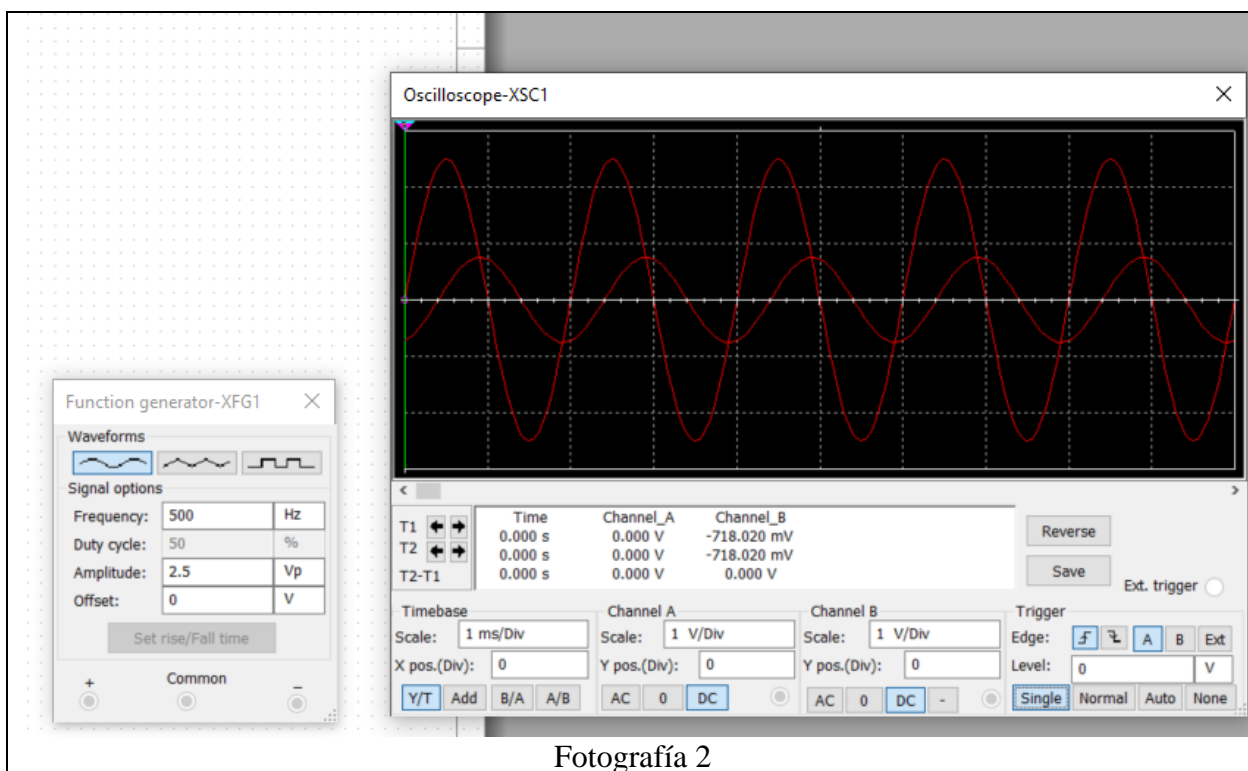 Oscilloscope-XSC1
Function generator-XFG1
Waveforms
Signal options
Frequency: 500 Hz
Duty cycle: 50 %
Amplitude: 2.5 Vp
Offset: 0 V
Set rise/Fall time
+ Common −
Time Channel_A Channel_B
T1 0.000 s 0.000 V -718.020 mV
T2 0.000 s 0.000 V -718.020 mV
T2-T1 0.000 s 0.000 V 0.000 V
Reverse
Save
Ext. trigger
Timebase
Scale: 1 ms/Div
X pos.(Div): 0
Y/T Add B/A A/B
Channel A
Scale: 1 V/Div
Y pos.(Div): 0
AC 0 DC
Channel B
Scale: 1 V/Div
Y pos.(Div): 0
AC 0 DC -
Trigger
Edge: A B Ext
Level: 0 V
Single Normal Auto None
Fotografía 2